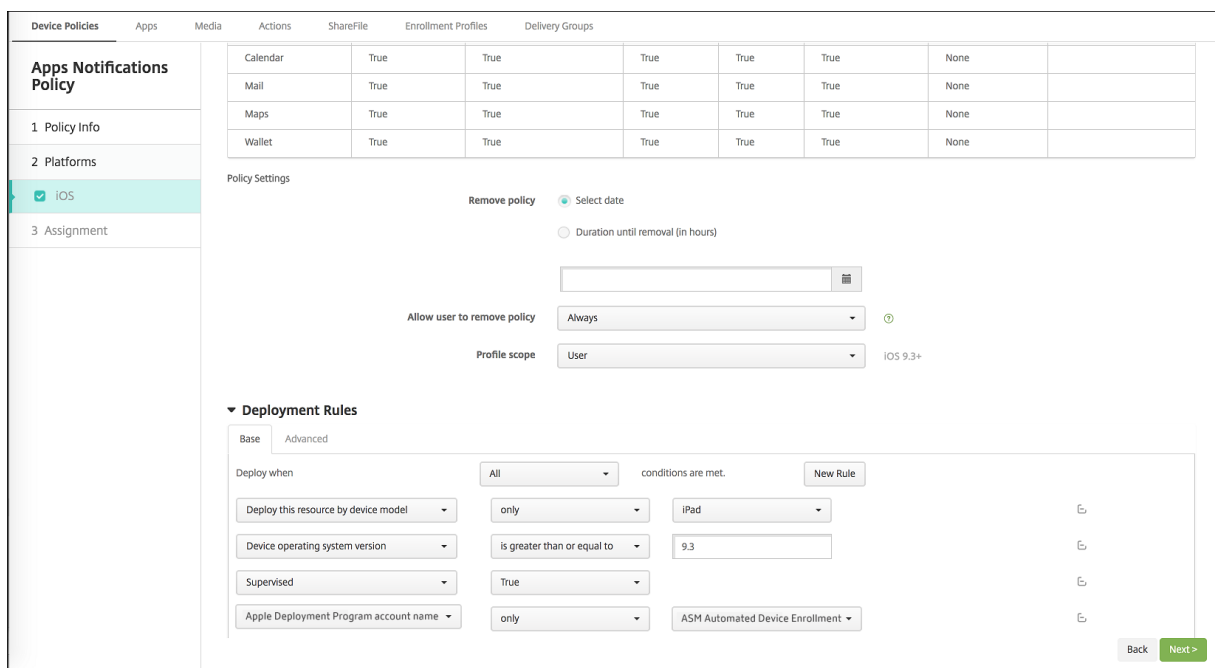 Device Policies Apps Media Actions ShareFile Enrollment Profiles Delivery Groups
Apps Notifications
Policy
1 Policy Info
2 Platforms
iOS
3 Assignment
Calendar True True True True True None
Mail True True True True True None
Maps True True True True True None
Wallet True True True True True None
Policy Settings
Remove policy Select date
Duration until removal (in hours)
Allow user to remove policy Always
Profile scope User iOS 9.3+
Deployment Rules
Base Advanced
Deploy when All conditions are met. New Rule
Deploy this resource by device model only iPad
Device operating system version is greater than or equal to 9.3
Supervised True
Apple Deployment Program account name only ASM Automated Device Enrollment
Back Next >